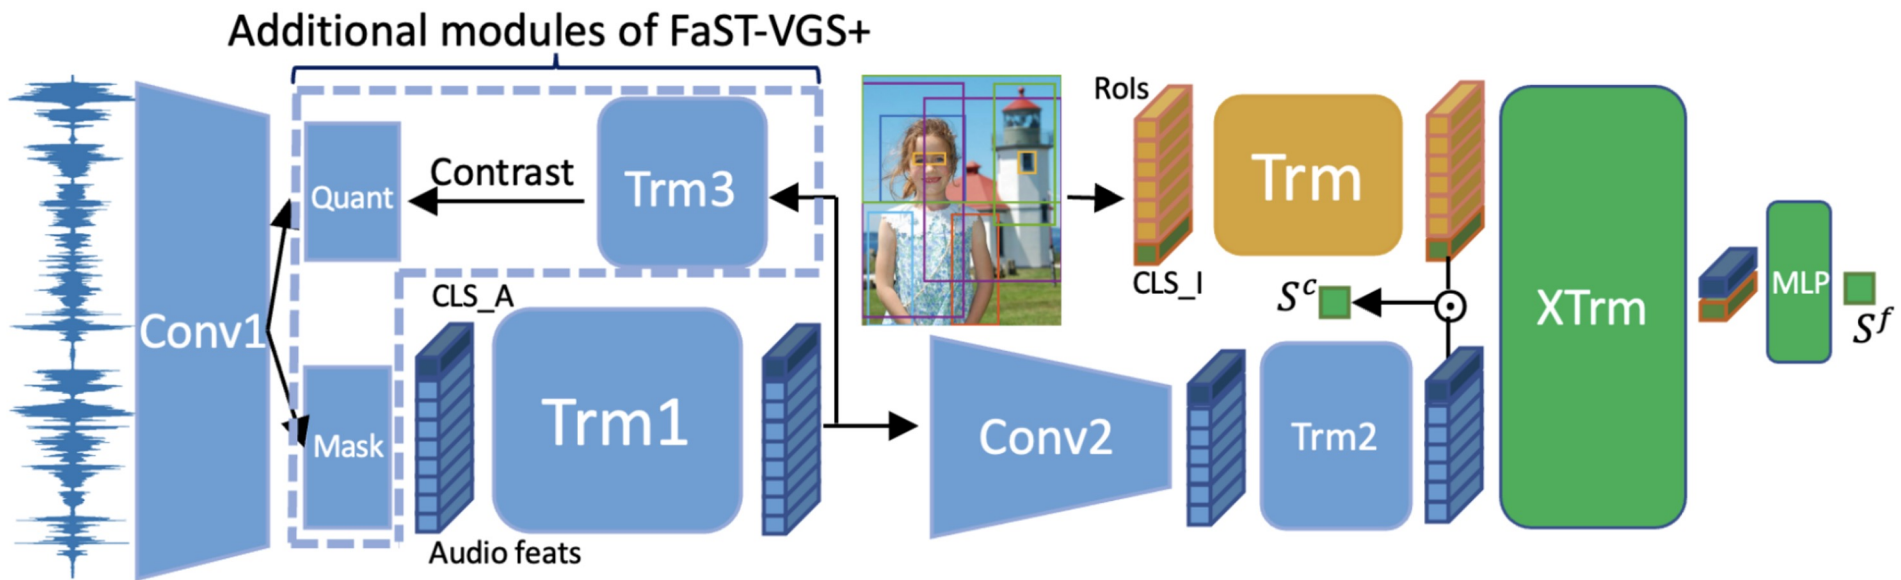 Additional modules of FaST-VGS+
Conv1
Quant
Contrast
Trm3
Mask
CLS_A
Trm1
Audio feats
RoIs
CLS_I
Trm
S^c
Conv2
Trm2
XTrm
MLP
S^f